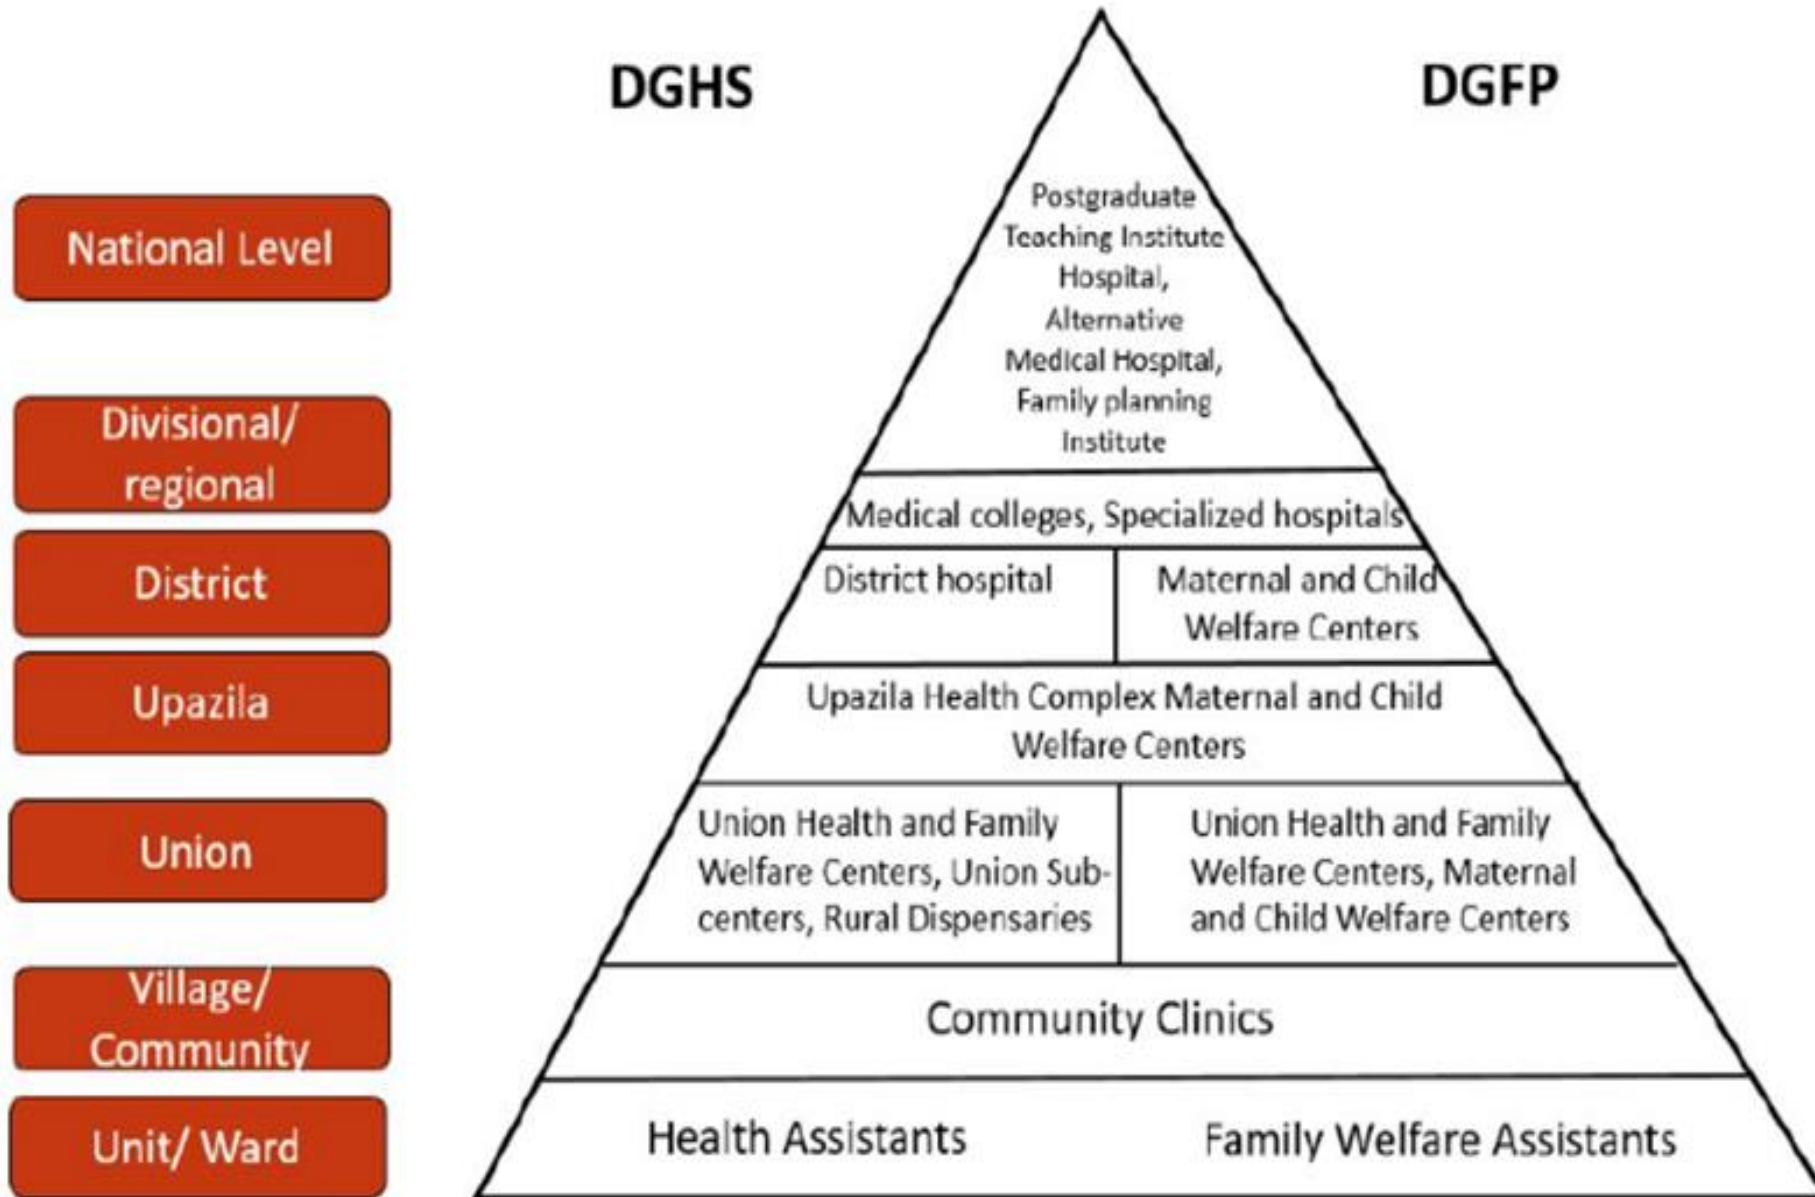 DGHS
DGFP
National Level
Postgraduate
Teaching Institute
Hospital,
Alternative
Medical Hospital,
Family planning
Institute
Divisional/
regional
Medical colleges, Specialized hospitals
District
District hospital
Maternal and Child
Welfare Centers
Upazila
Upazila Health Complex Maternal and Child
Welfare Centers
Union
Union Health and Family
Welfare Centers, Union Sub-
centers, Rural Dispensaries
Union Health and Family
Welfare Centers, Maternal
and Child Welfare Centers
Village/
Community
Community Clinics
Unit/ Ward
Health Assistants
Family Welfare Assistants